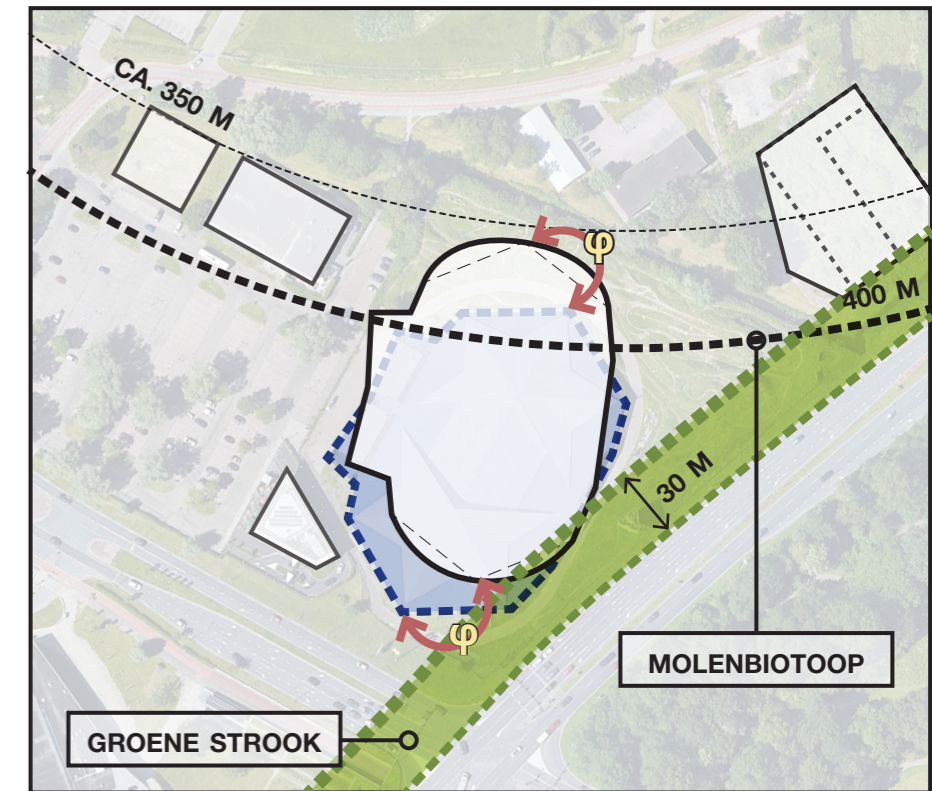 CA. 350 M
φ
400 M
30 M
φ
MOLENBIOTOOP
GROENE STROOK